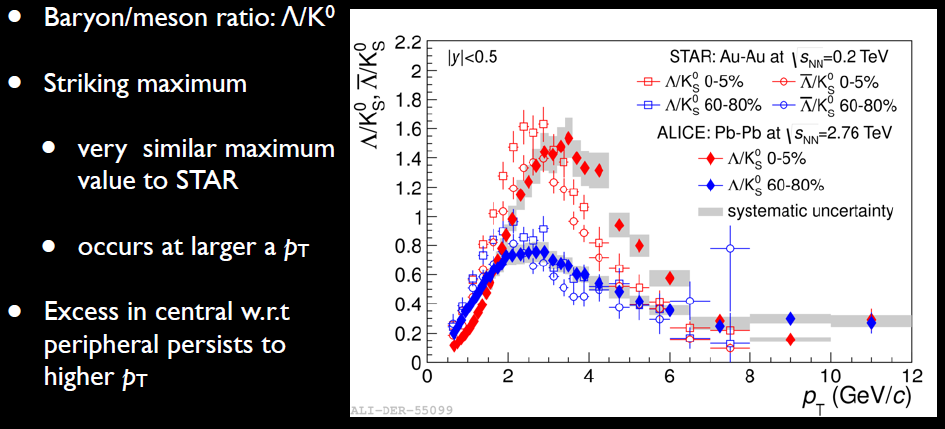 • Baryon/meson ratio: Λ/K⁰
• Striking maximum
• very similar maximum
value to STAR
• occurs at larger a pT
• Excess in central w.r.t
peripheral persists to
higher pT
Λ/K⁰S, Λ̅/K⁰S
2.2
2
1.8
1.6
1.4
1.2
1
0.8
0.6
0.4
0.2
0
|y|<0.5
STAR: Au-Au at √sNN=0.2 TeV
Λ/K⁰S 0-5% Λ̅/K⁰S 0-5%
Λ/K⁰S 60-80% Λ̅/K⁰S 60-80%
ALICE: Pb-Pb at √sNN=2.76 TeV
Λ/K⁰S 0-5%
Λ/K⁰S 60-80%
systematic uncertainty
0 2 4 6 8 10 12
pT (GeV/c)
ALI-DER-55099